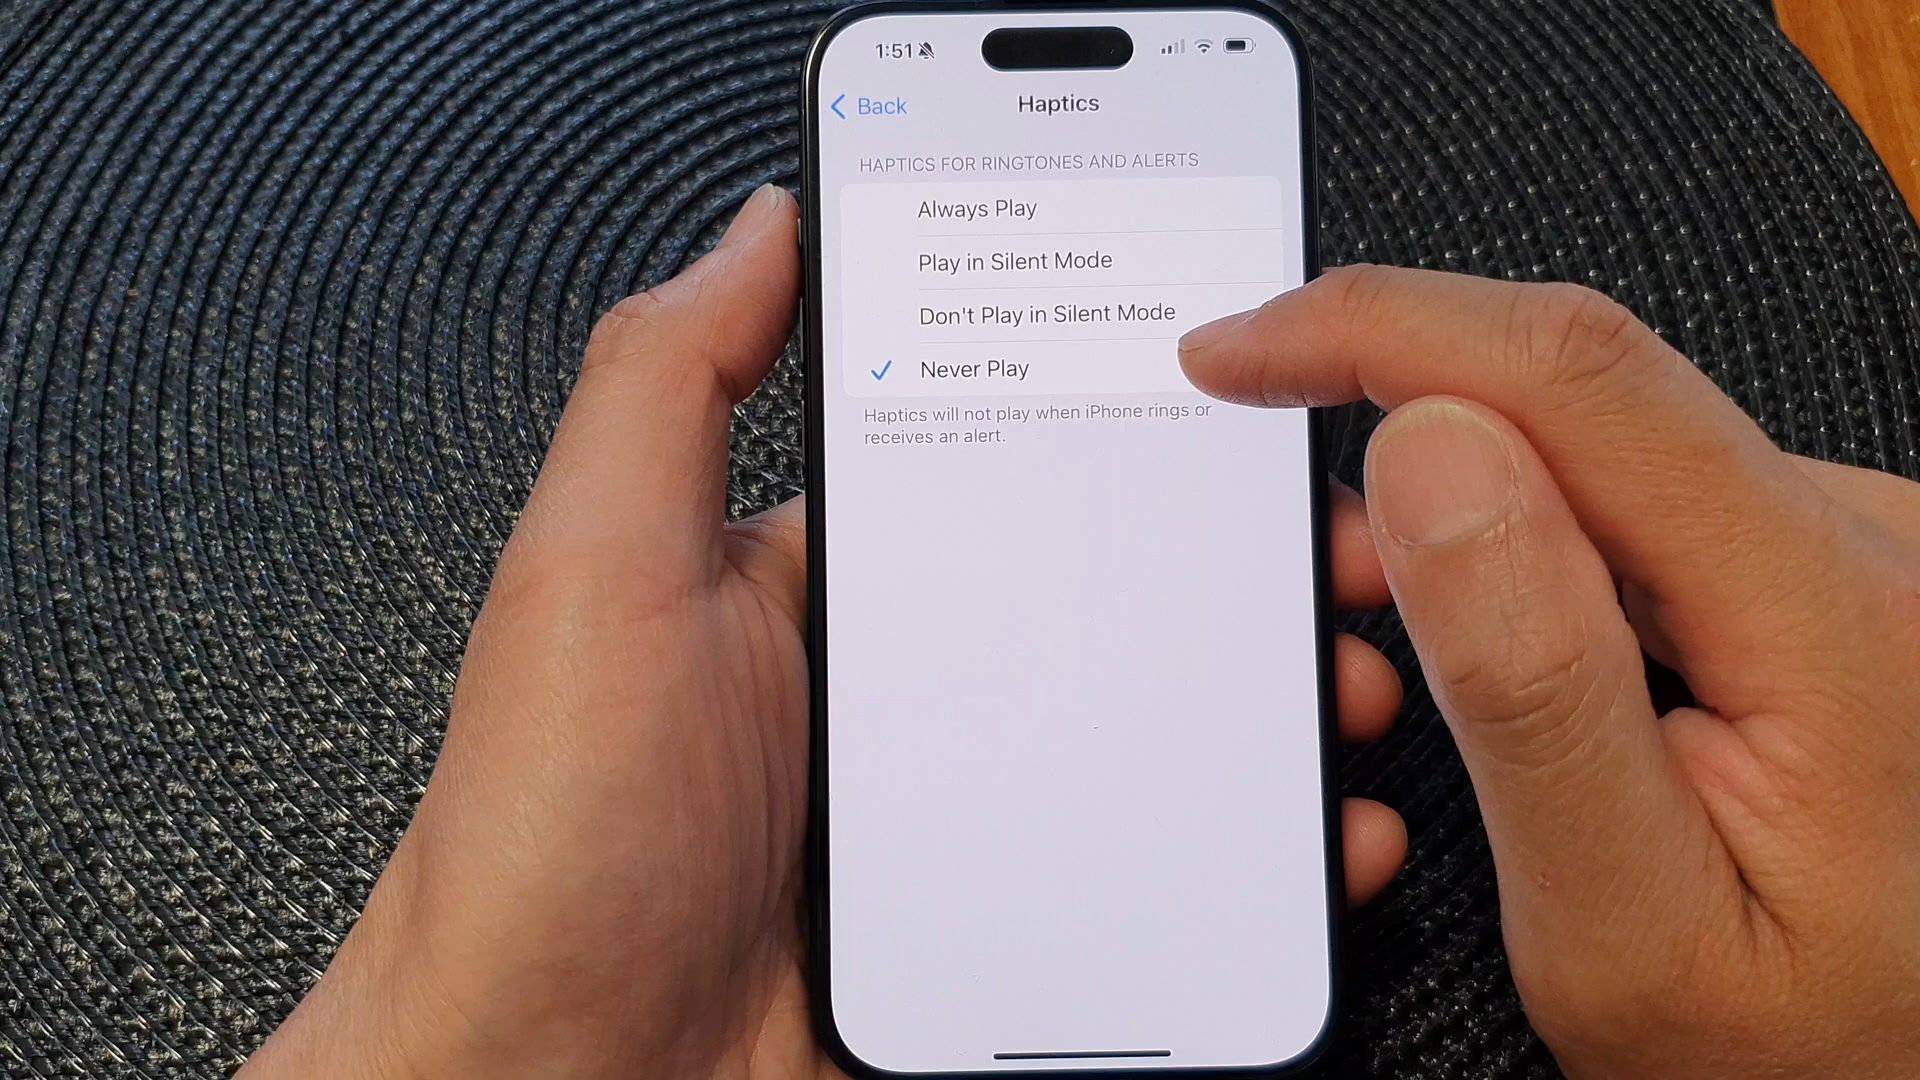 1:51
Back
Haptics
HAPTICS FOR RINGTONES AND ALERTS
Always Play
Play in Silent Mode
Don't Play in Silent Mode
Never Play
Haptics will not play when iPhone rings or
receives an alert.